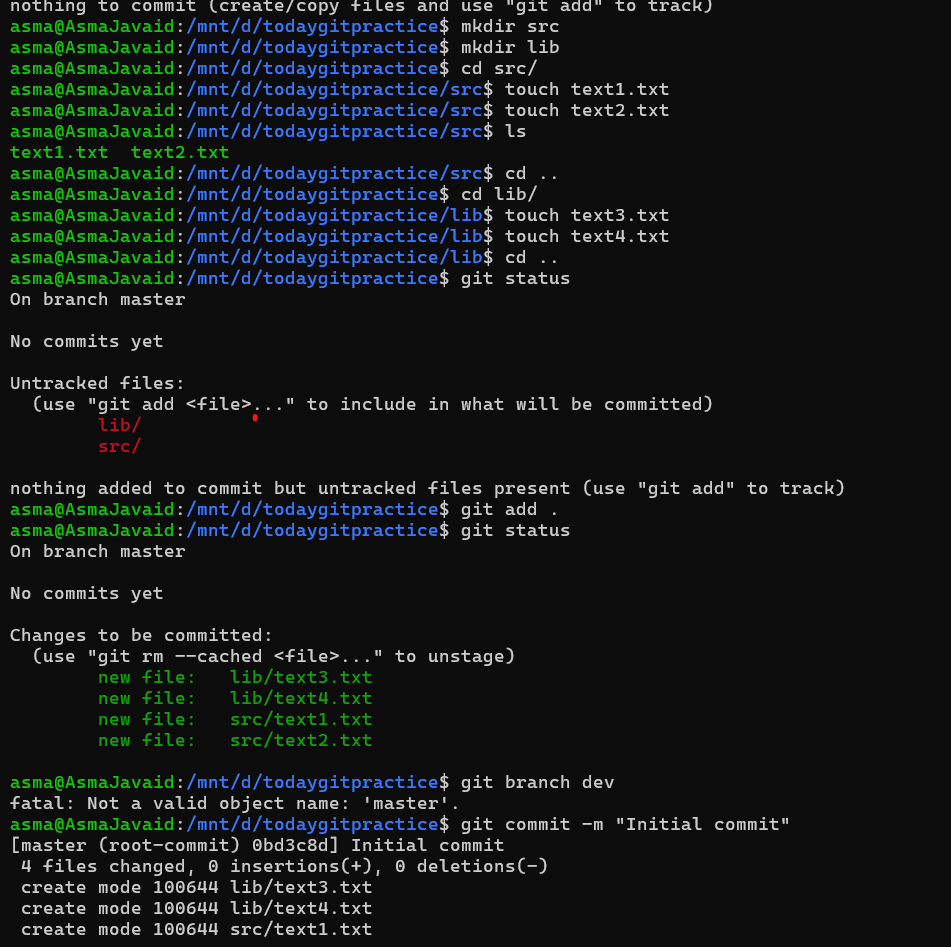 nothing to commit (create/copy files and use "git add" to track)
asma@AsmaJavaid:/mnt/d/todaygitpractice$ mkdir src
asma@AsmaJavaid:/mnt/d/todaygitpractice$ mkdir lib
asma@AsmaJavaid:/mnt/d/todaygitpractice$ cd src/
asma@AsmaJavaid:/mnt/d/todaygitpractice/src$ touch text1.txt
asma@AsmaJavaid:/mnt/d/todaygitpractice/src$ touch text2.txt
asma@AsmaJavaid:/mnt/d/todaygitpractice/src$ ls
text1.txt  text2.txt
asma@AsmaJavaid:/mnt/d/todaygitpractice/src$ cd ..
asma@AsmaJavaid:/mnt/d/todaygitpractice$ cd lib/
asma@AsmaJavaid:/mnt/d/todaygitpractice/lib$ touch text3.txt
asma@AsmaJavaid:/mnt/d/todaygitpractice/lib$ touch text4.txt
asma@AsmaJavaid:/mnt/d/todaygitpractice/lib$ cd ..
asma@AsmaJavaid:/mnt/d/todaygitpractice$ git status
On branch master

No commits yet

Untracked files:
  (use "git add <file>..." to include in what will be committed)
        lib/
        src/

nothing added to commit but untracked files present (use "git add" to track)
asma@AsmaJavaid:/mnt/d/todaygitpractice$ git add .
asma@AsmaJavaid:/mnt/d/todaygitpractice$ git status
On branch master

No commits yet

Changes to be committed:
  (use "git rm --cached <file>..." to unstage)
        new file:   lib/text3.txt
        new file:   lib/text4.txt
        new file:   src/text1.txt
        new file:   src/text2.txt

asma@AsmaJavaid:/mnt/d/todaygitpractice$ git branch dev
fatal: Not a valid object name: 'master'.
asma@AsmaJavaid:/mnt/d/todaygitpractice$ git commit -m "Initial commit"
[master (root-commit) 0bd3c8d] Initial commit
 4 files changed, 0 insertions(+), 0 deletions(-)
 create mode 100644 lib/text3.txt
 create mode 100644 lib/text4.txt
 create mode 100644 src/text1.txt